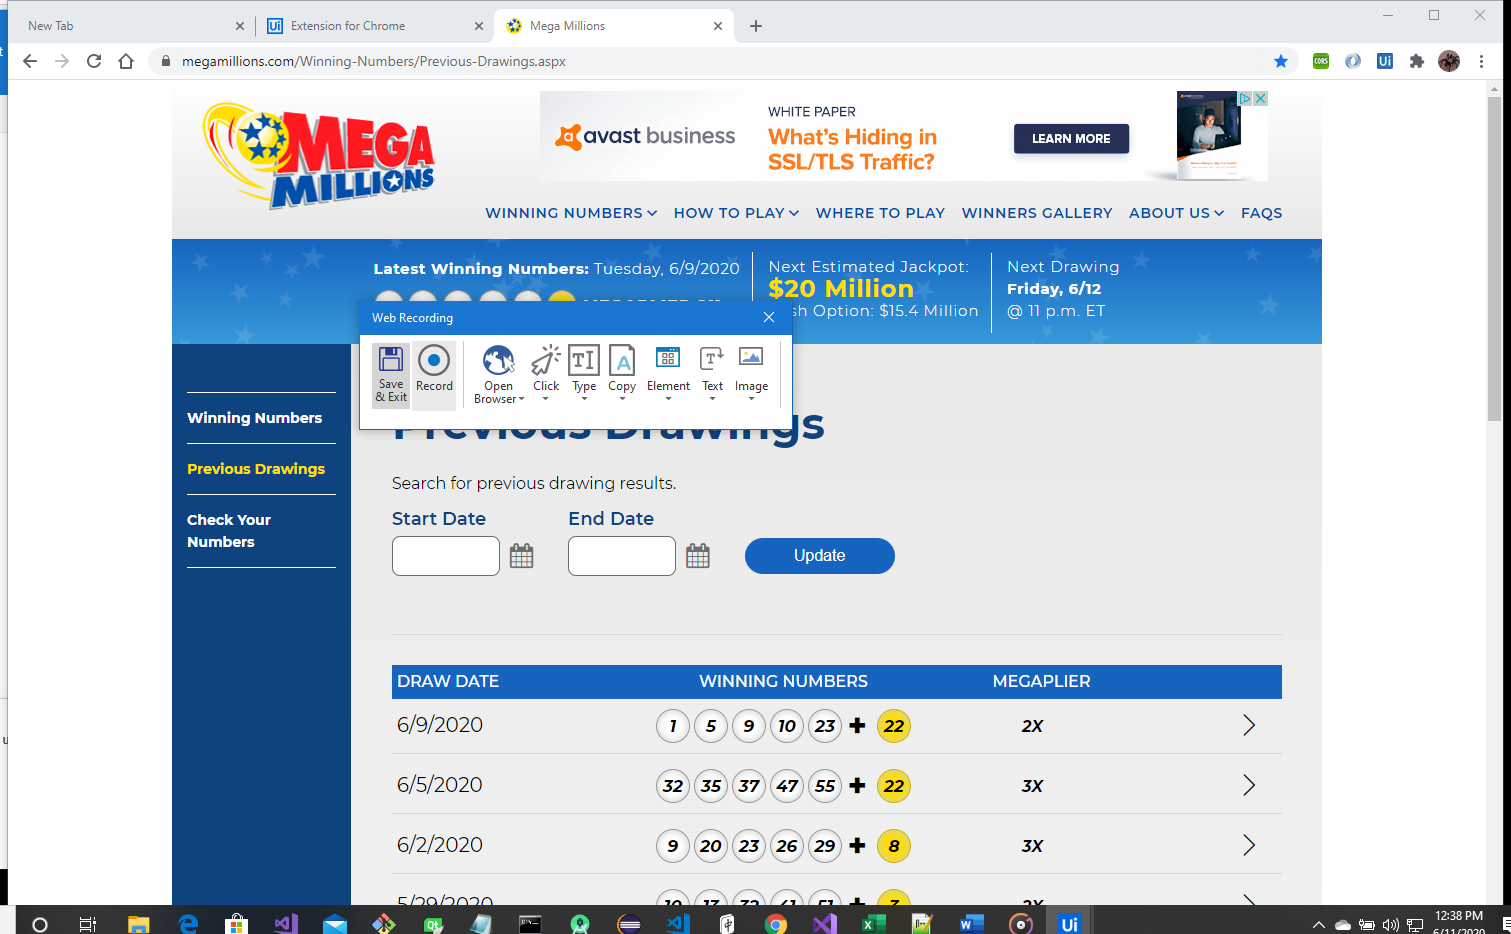 New Tab
Extension for Chrome
Mega Millions
megamillions.com/Winning-Numbers/Previous-Drawings.aspx
CORS
Ui
MEGA
MILLIONS
avast business
WHITE PAPER
What's Hiding in
SSL/TLS Traffic?
LEARN MORE
WINNING NUMBERS HOW TO PLAY WHERE TO PLAY WINNERS GALLERY ABOUT US FAQS
Latest Winning Numbers: Tuesday, 6/9/2020
Next Estimated Jackpot:
$20 Million
sh Option: $15.4 Million
Next Drawing
Friday, 6/12
@ 11 p.m. ET
Web Recording
Save
& Exit
Record
Open
Browser
Click
Type
Copy
Element
Text
Image
Winning Numbers
Previous Drawings
Check Your
Numbers
Previous Drawings
Search for previous drawing results.
Start Date
End Date
Update
DRAW DATE WINNING NUMBERS MEGAPLIER
6/9/2020 1 5 9 10 23 + 22 2X
6/5/2020 32 35 37 47 55 + 22 3X
6/2/2020 9 20 23 26 29 + 8 3X
5/29/2020
12:38 PM
6/11/2020